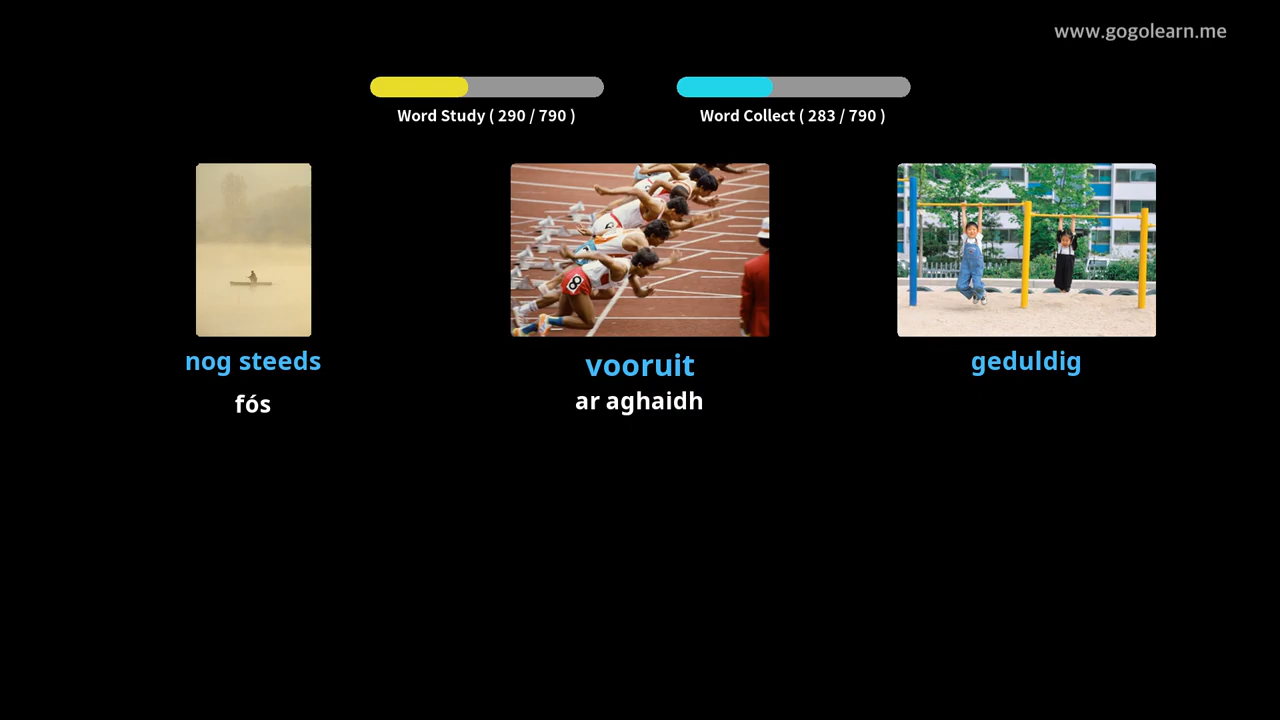 www.gogolearn.me
Word Study ( 290 / 790 )
Word Collect ( 283 / 790 )
nog steeds
fós
vooruit
ar aghaidh
geduldig